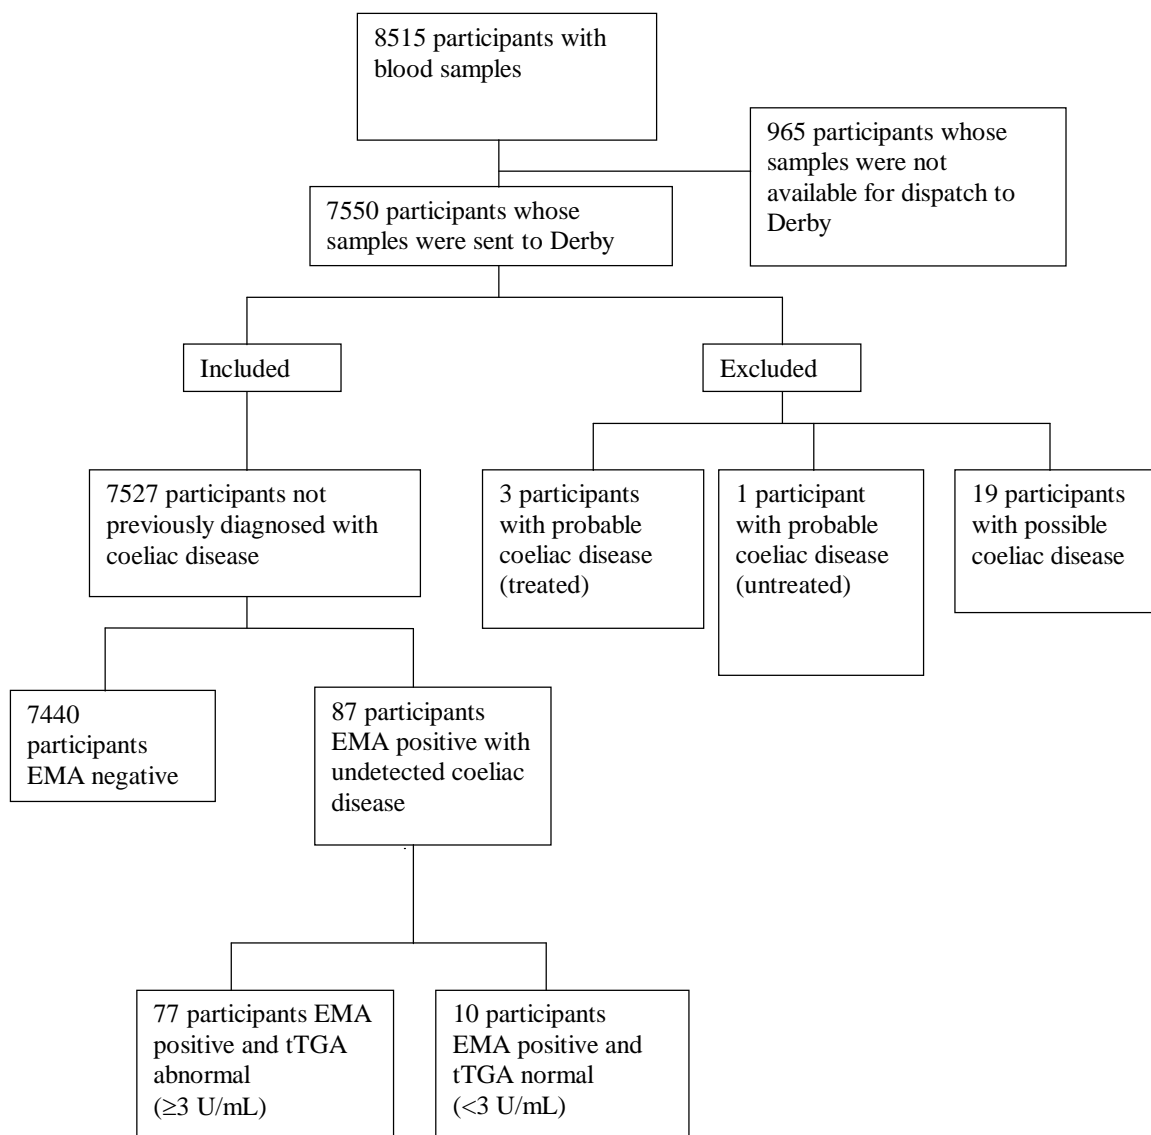 8515 participants with
blood samples
965 participants whose
samples were not
available for dispatch to
Derby
7550 participants whose
samples were sent to Derby
Included
Excluded
7527 participants not
previously diagnosed with
coeliac disease
3 participants
with probable
coeliac disease
(treated)
1 participant
with probable
coeliac disease
(untreated)
19 participants
with possible
coeliac disease
7440
participants
EMA negative
87 participants
EMA positive with
undetected coeliac
disease
77 participants EMA
positive and tTGA
abnormal
(≥3 U/mL)
10 participants
EMA positive and
tTGA normal
(<3 U/mL)